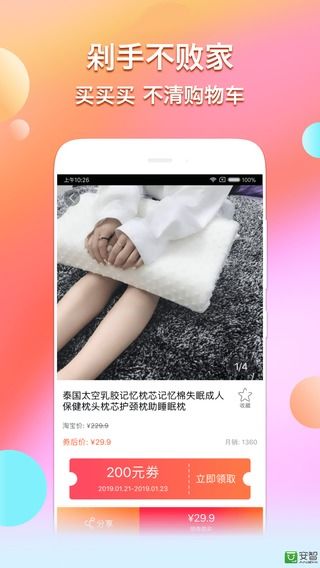 剁手不败家
买买买 不清购物车
上午10:26
100%
1/4
泰国太空乳胶记忆枕芯记忆棉失眠成人
保健枕头枕芯护颈枕助睡眠枕
收藏
淘宝价: ¥229.9
劵后价: ¥29.9
月销: 1360
200元劵
2019.01.21-2019.01.23
立即领取
分享
¥29.9
安智